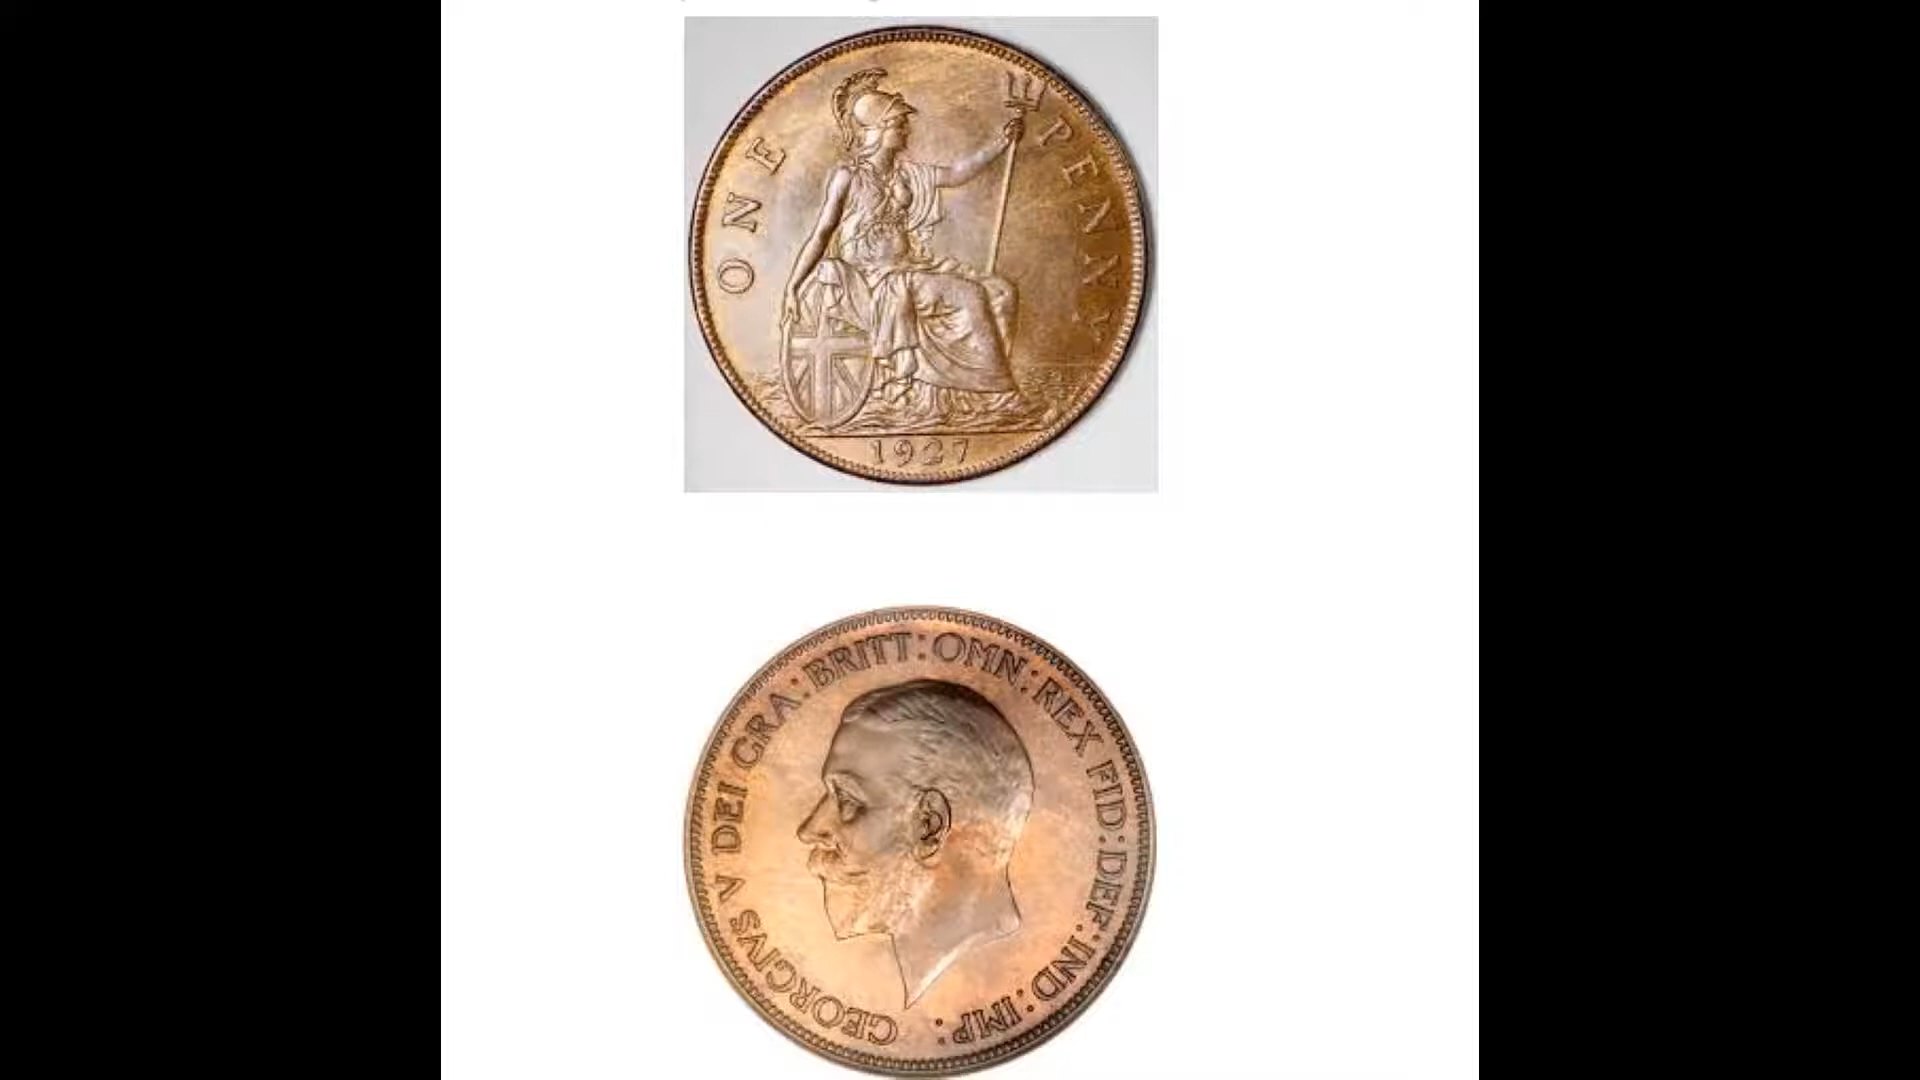 ONE PENNY
1927
GEORGIVS V DEI GRA: BRITT: OMN: REX FID: DEF: IND: IMP: